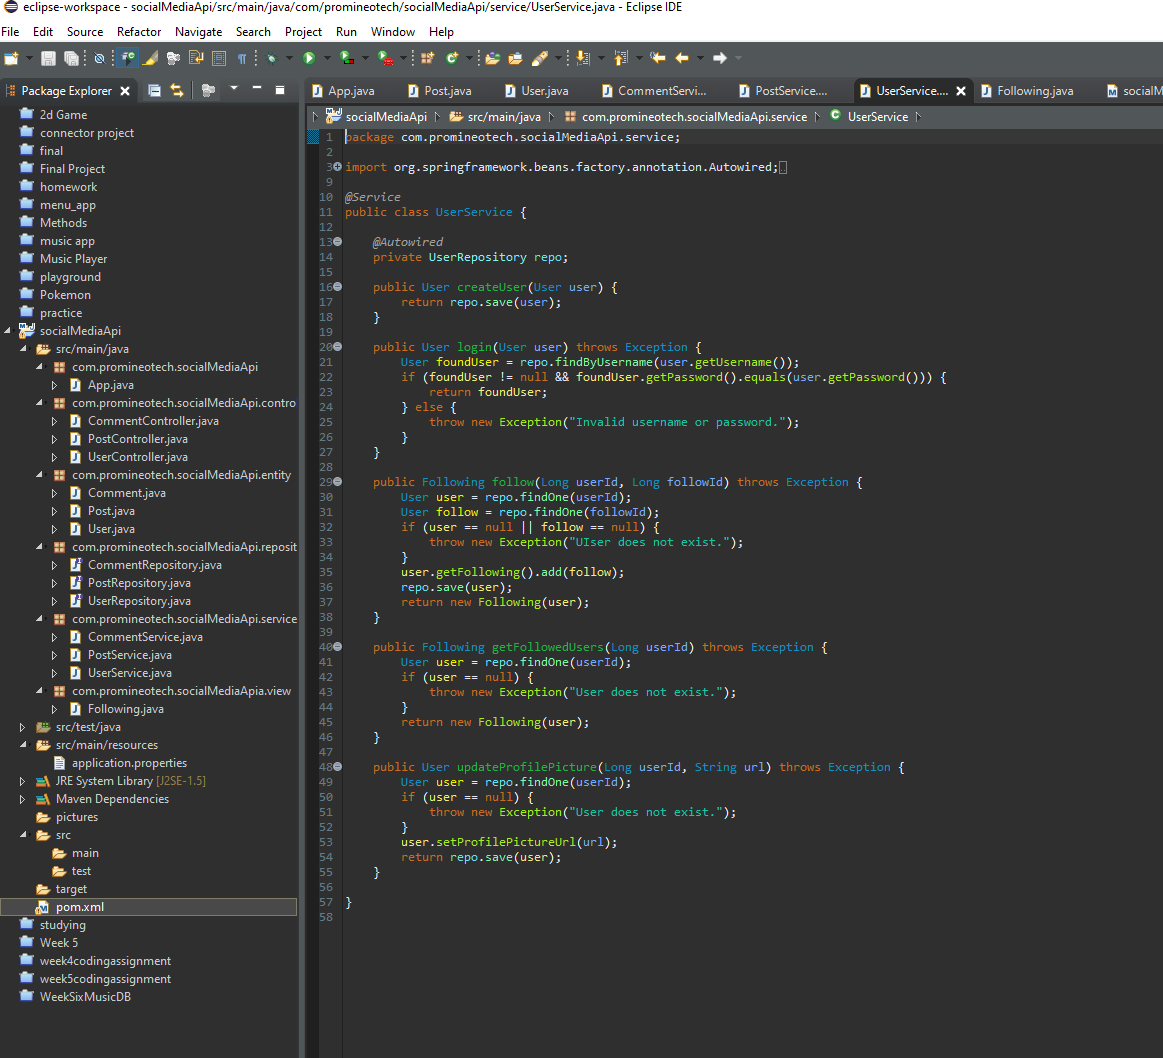 eclipse-workspace - socialMediaApi/src/main/java/com/promineotech/socialMediaApi/service/UserService.java - Eclipse IDE
File Edit Source Refactor Navigate Search Project Run Window Help
Package Explorer
2d Game
connector project
final
Final Project
homework
menu_app
Methods
music app
Music Player
playground
Pokemon
practice
socialMediaApi
src/main/java
com.promineotech.socialMediaApi
App.java
com.promineotech.socialMediaApi.contro
CommentController.java
PostController.java
UserController.java
com.promineotech.socialMediaApi.entity
Comment.java
Post.java
User.java
com.promineotech.socialMediaApi.reposit
CommentRepository.java
PostRepository.java
UserRepository.java
com.promineotech.socialMediaApi.service
CommentService.java
PostService.java
UserService.java
com.promineotech.socialMediaApia.view
Following.java
src/test/java
src/main/resources
application.properties
JRE System Library [J2SE-1.5]
Maven Dependencies
pictures
src
main
test
target
pom.xml
studying
Week 5
week4codingassignment
week5codingassignment
WeekSixMusicDB
App.java Post.java User.java CommentServi... PostService.... UserService.... Following.java socialM
socialMediaApi src/main/java com.promineotech.socialMediaApi.service UserService
1 package com.promineotech.socialMediaApi.service;
2
3 import org.springframework.beans.factory.annotation.Autowired;
9
10 @Service
11 public class UserService {
12
13 @Autowired
14 private UserRepository repo;
15
16 public User createUser(User user) {
17 return repo.save(user);
18 }
19
20 public User login(User user) throws Exception {
21 User foundUser = repo.findByUsername(user.getUsername());
22 if (foundUser != null && foundUser.getPassword().equals(user.getPassword())) {
23 return foundUser;
24 } else {
25 throw new Exception("Invalid username or password.");
26 }
27 }
28
29 public Following follow(Long userId, Long followId) throws Exception {
30 User user = repo.findOne(userId);
31 User follow = repo.findOne(followId);
32 if (user == null || follow == null) {
33 throw new Exception("UIser does not exist.");
34 }
35 user.getFollowing().add(follow);
36 repo.save(user);
37 return new Following(user);
38 }
39
40 public Following getFollowedUsers(Long userId) throws Exception {
41 User user = repo.findOne(userId);
42 if (user == null) {
43 throw new Exception("User does not exist.");
44 }
45 return new Following(user);
46 }
47
48 public User updateProfilePicture(Long userId, String url) throws Exception {
49 User user = repo.findOne(userId);
50 if (user == null) {
51 throw new Exception("User does not exist.");
52 }
53 user.setProfilePictureUrl(url);
54 return repo.save(user);
55 }
56
57 }
58